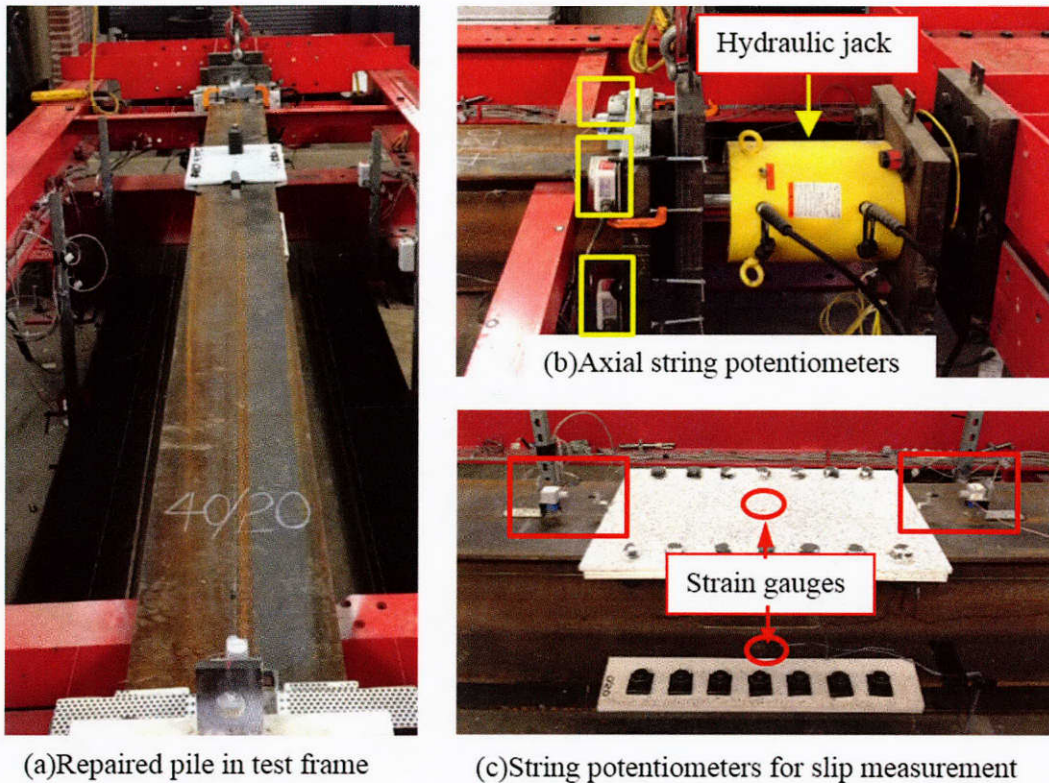 40/20
(a)Repaired pile in test frame
Hydraulic jack
(b)Axial string potentiometers
Strain gauges
(c)String potentiometers for slip measurement